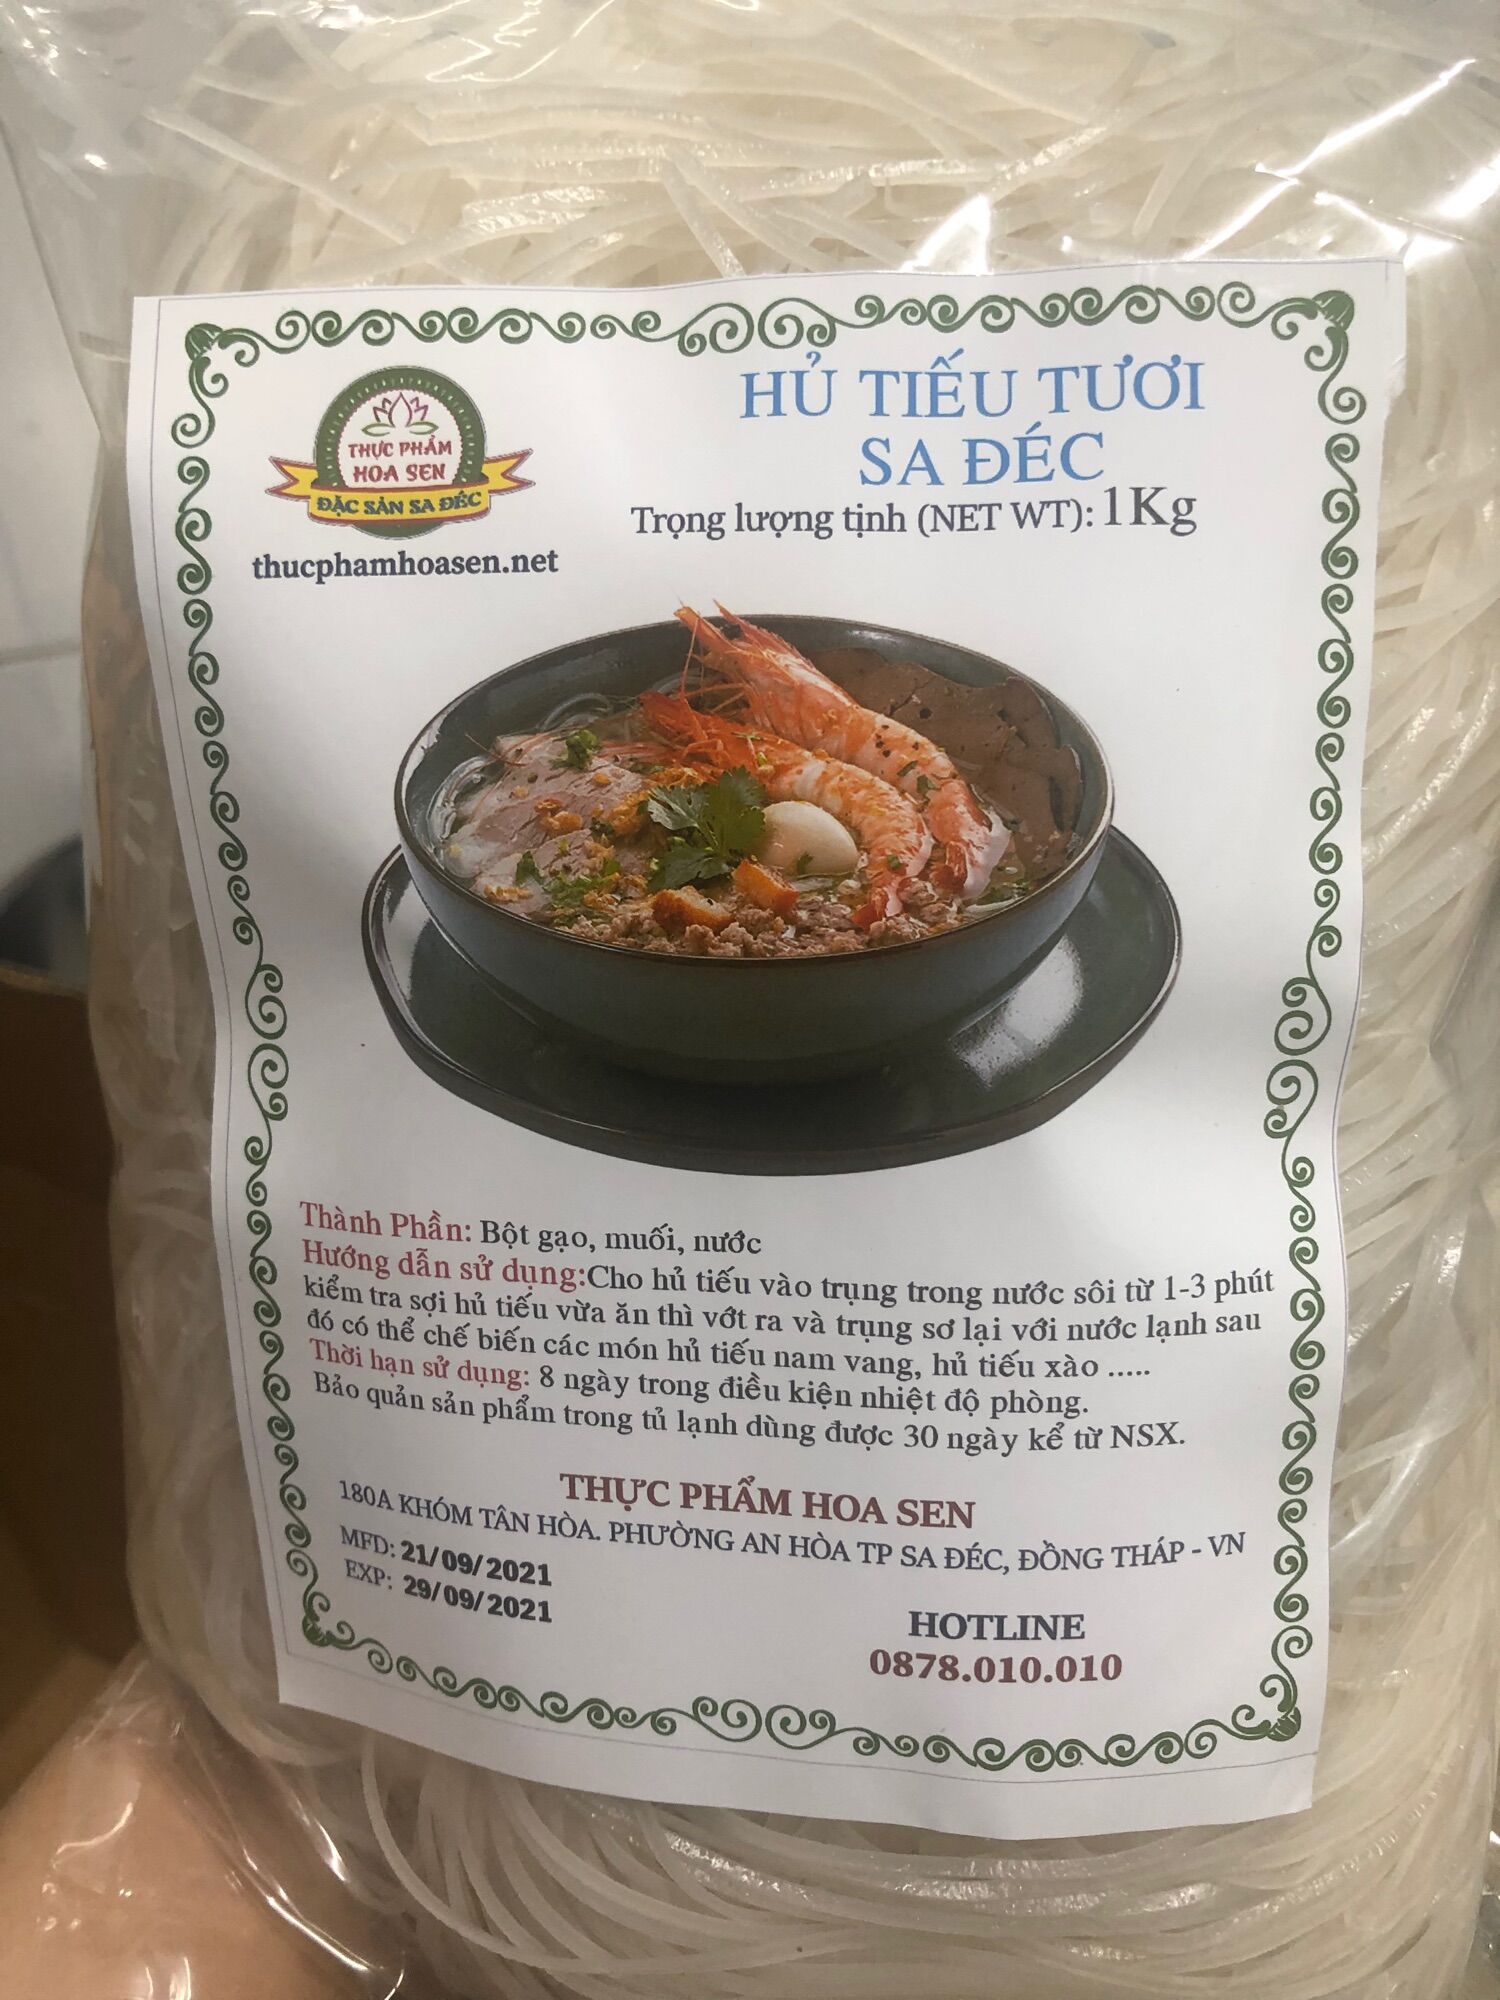 THỰC PHẨM
HOA SEN
ĐẶC SẢN SA ĐÉC
thucphamhoasen.net
HỦ TIẾU TƯƠI
SA ĐÉC
Trọng lượng tịnh (NET WT): 1Kg
Thành Phần: Bột gạo, muối, nước
Hướng dẫn sử dụng:Cho hủ tiếu vào trụng trong nước sôi từ 1-3 phút
kiểm tra sợi hủ tiếu vừa ăn thì vớt ra và trụng sơ lại với nước lạnh sau
đó có thể chế biến các món hủ tiếu nam vang, hủ tiếu xào .....
Thời hạn sử dụng: 8 ngày trong điều kiện nhiệt độ phòng.
Bảo quản sản phẩm trong tủ lạnh dùng được 30 ngày kể từ NSX.
THỰC PHẨM HOA SEN
180A KHÓM TÂN HÒA. PHƯỜNG AN HÒA TP SA ĐÉC, ĐỒNG THÁP - VN
MFD: 21/09/2021
EXP: 29/09/2021
HOTLINE
0878.010.010